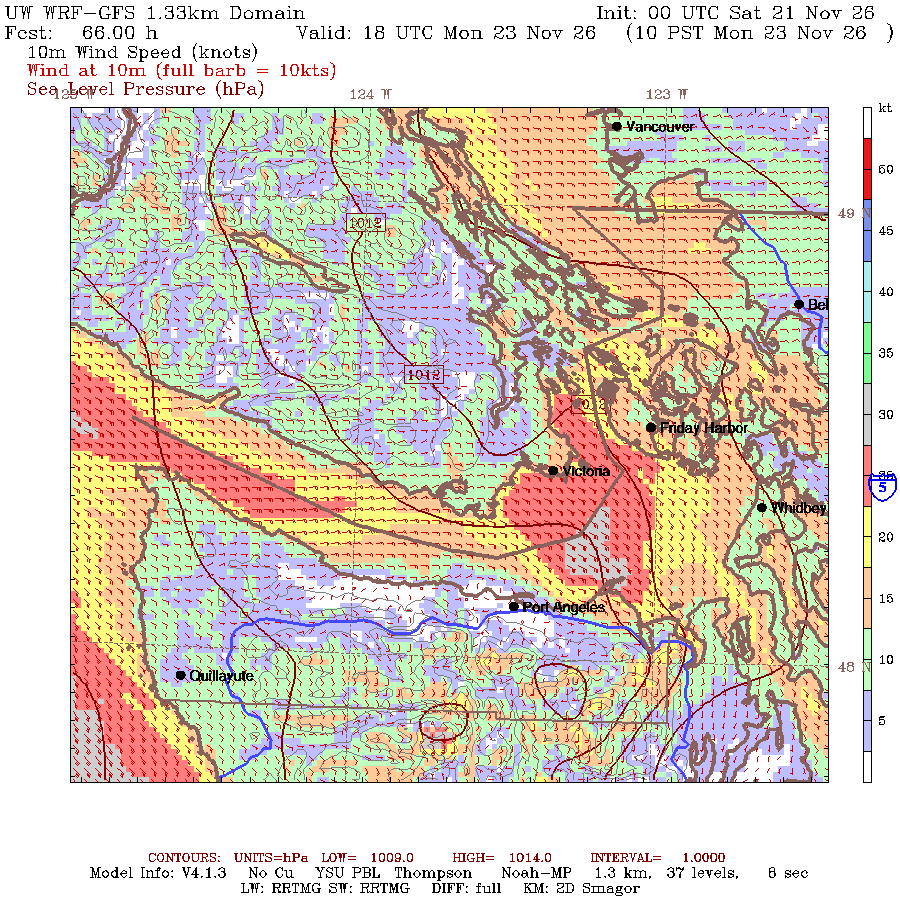 UW WRF-GFS 1.33km Domain Init: 00 UTC Sat 21 Nov 26
Fcst: 66.00 h Valid: 18 UTC Mon 23 Nov 26 (10 PST Mon 23 Nov 26 )
10m Wind Speed (knots)
Wind at 10m (full barb = 10kts)
Sea Level Pressure (hPa)
125 W 124 W 123 W
kt
Vancouver
60
49 N
1012
45
Bel
40
35
1012
30
Friday Harbor
Victoria
25
5
Whidbey
20
15
Port Angeles
10
48 N
Quillayute
5
CONTOURS: UNITS=hPa LOW= 1009.0 HIGH= 1014.0 INTERVAL= 1.0000
Model Info: V4.1.3 No Cu YSU PBL Thompson Noah-MP 1.3 km, 37 levels, 8 sec
LW: RRTMG SW: RRTMG DIFF: full KM: 2D Smagor